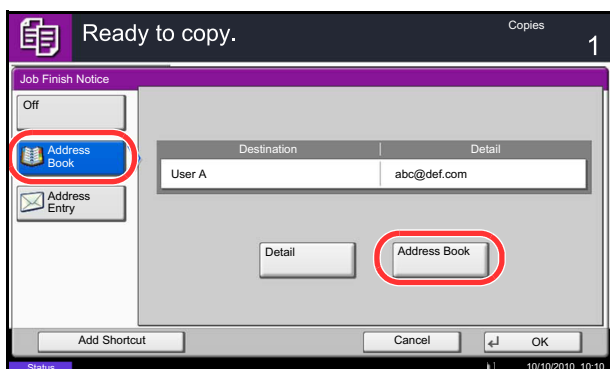 Ready to copy.
Copies
1
Job Finish Notice
Off
Address
Book
Address
Entry
Destination Detail
User A abc@def.com
Detail
Address Book
Add Shortcut
Cancel
OK
Status
10/10/2010 10:10